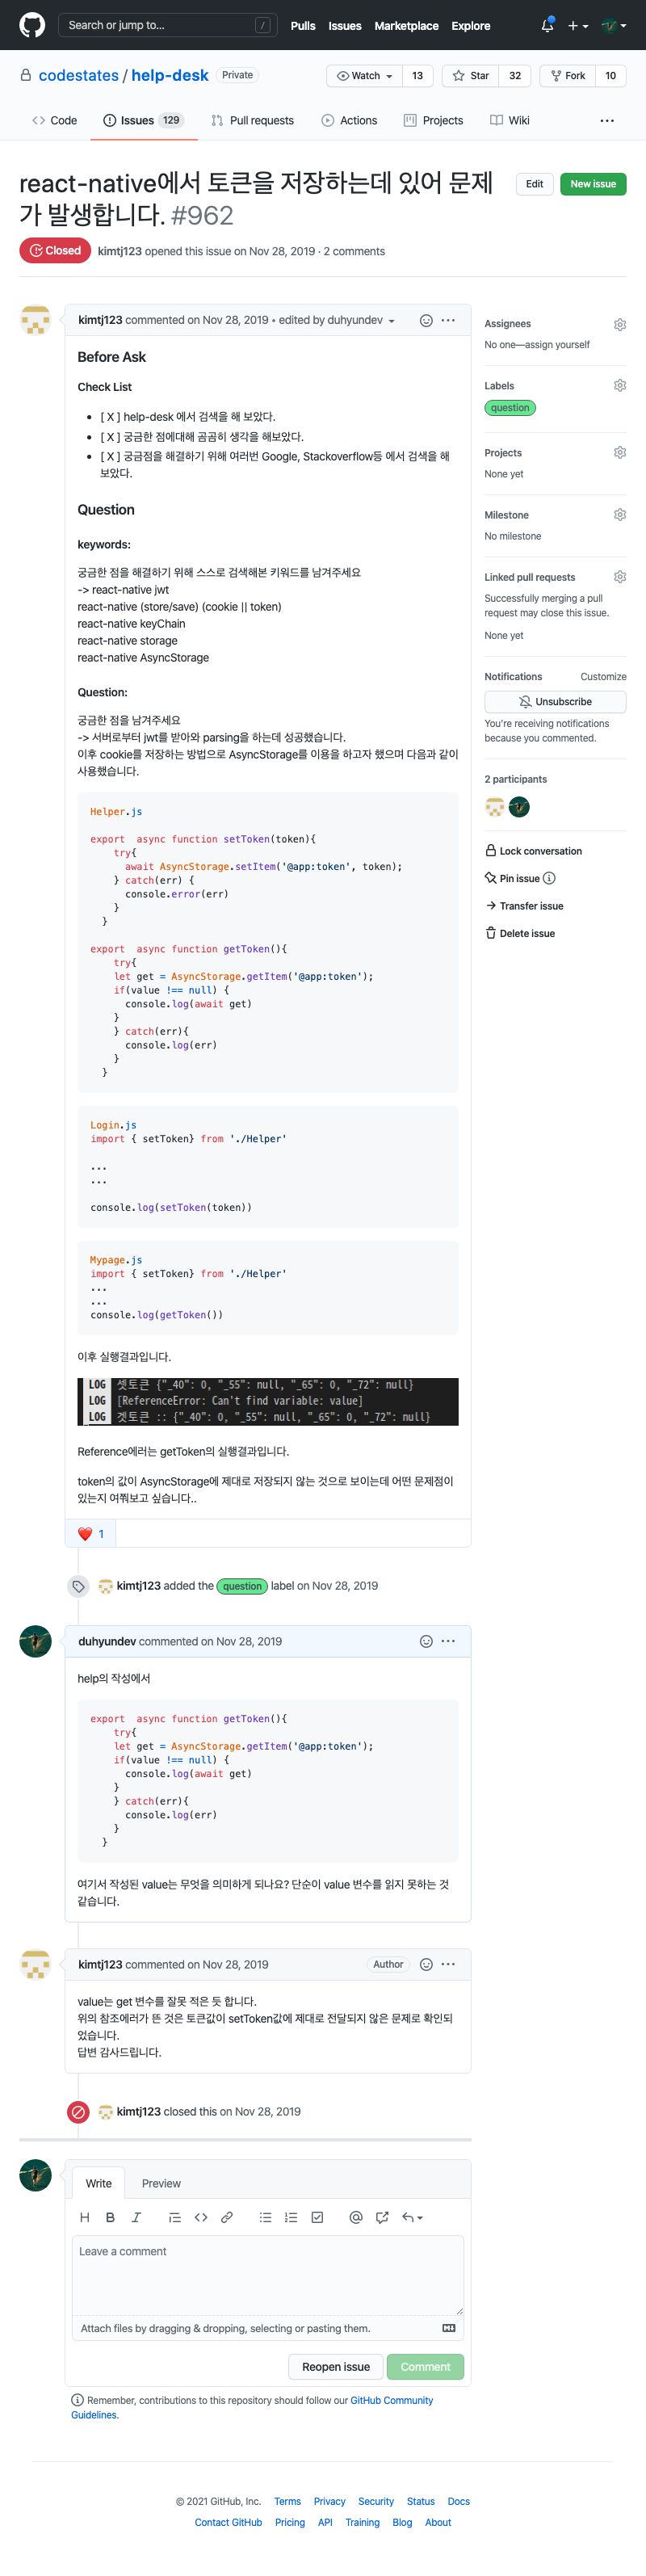 Search or jump to... /
Pulls Issues Marketplace Explore
codestates / help-desk Private
Watch 13 Star 32 Fork 10
Code Issues 129 Pull requests Actions Projects Wiki ...
react-native에서 토큰을 저장하는데 있어 문제
가 발생합니다. #962
Edit New issue
Closed kimtj123 opened this issue on Nov 28, 2019 · 2 comments
kimtj123 commented on Nov 28, 2019 • edited by duhyundev
Before Ask
Check List
• [ X ] help-desk 에서 검색을 해 보았다.
• [ X ] 궁금한 점에대해 곰곰히 생각을 해보았다.
• [ X ] 궁금점을 해결하기 위해 여러번 Google, Stackoverflow등 에서 검색을 해
보았다.
Question
keywords:
궁금한 점을 해결하기 위해 스스로 검색해본 키워드를 남겨주세요
-> react-native jwt
react-native (store/save) (cookie || token)
react-native keyChain
react-native storage
react-native AsyncStorage
Question:
궁금한 점을 남겨주세요
-> 서버로부터 jwt를 받아와 parsing을 하는데 성공했습니다.
이후 cookie를 저장하는 방법으로 AsyncStorage를 이용을 하고자 했으며 다음과 같이
사용했습니다.
Helper.js
export  async function setToken(token){
try{
await AsyncStorage.setItem('@app:token', token);
} catch(err) {
console.error(err)
}
}
export  async function getToken(){
try{
let get = AsyncStorage.getItem('@app:token');
if(value !== null) {
console.log(await get)
}
} catch(err){
console.log(err)
}
}
Login.js
import { setToken} from './Helper'
...
...
console.log(setToken(token))
Mypage.js
import { setToken} from './Helper'
...
...
console.log(getToken())
이후 실행결과입니다.
LOG 셋토큰 {"_40": 0, "_55": null, "_65": 0, "_72": null}
LOG [ReferenceError: Can't find variable: value]
LOG 겟토큰 :: {"_40": 0, "_55": null, "_65": 0, "_72": null}
Reference에러는 getToken의 실행결과입니다.
token의 값이 AsyncStorage에 제대로 저장되지 않는 것으로 보이는데 어떤 문제점이
있는지 여쭤보고 싶습니다..
❤️ 1
kimtj123 added the question label on Nov 28, 2019
duhyundev commented on Nov 28, 2019
help의 작성에서
export  async function getToken(){
try{
let get = AsyncStorage.getItem('@app:token');
if(value !== null) {
console.log(await get)
}
} catch(err){
console.log(err)
}
}
여기서 작성된 value는 무엇을 의미하게 되나요? 단순이 value 변수를 읽지 못하는 것
같습니다.
kimtj123 commented on Nov 28, 2019 Author
value는 get 변수를 잘못 적은 듯 합니다.
위의 참조에러가 뜬 것은 토큰값이 setToken값에 제대로 전달되지 않은 문제로 확인되
었습니다.
답변 감사드립니다.
kimtj123 closed this on Nov 28, 2019
Write Preview
H B I
Leave a comment
Attach files by dragging & dropping, selecting or pasting them.
Reopen issue Comment
Remember, contributions to this repository should follow our GitHub Community
Guidelines.
Assignees
No one—assign yourself
Labels
question
Projects
None yet
Milestone
No milestone
Linked pull requests
Successfully merging a pull
request may close this issue.
None yet
Notifications Customize
Unsubscribe
You're receiving notifications
because you commented.
2 participants
Lock conversation
Pin issue
Transfer issue
Delete issue
© 2021 GitHub, Inc. Terms Privacy Security Status Docs
Contact GitHub Pricing API Training Blog About